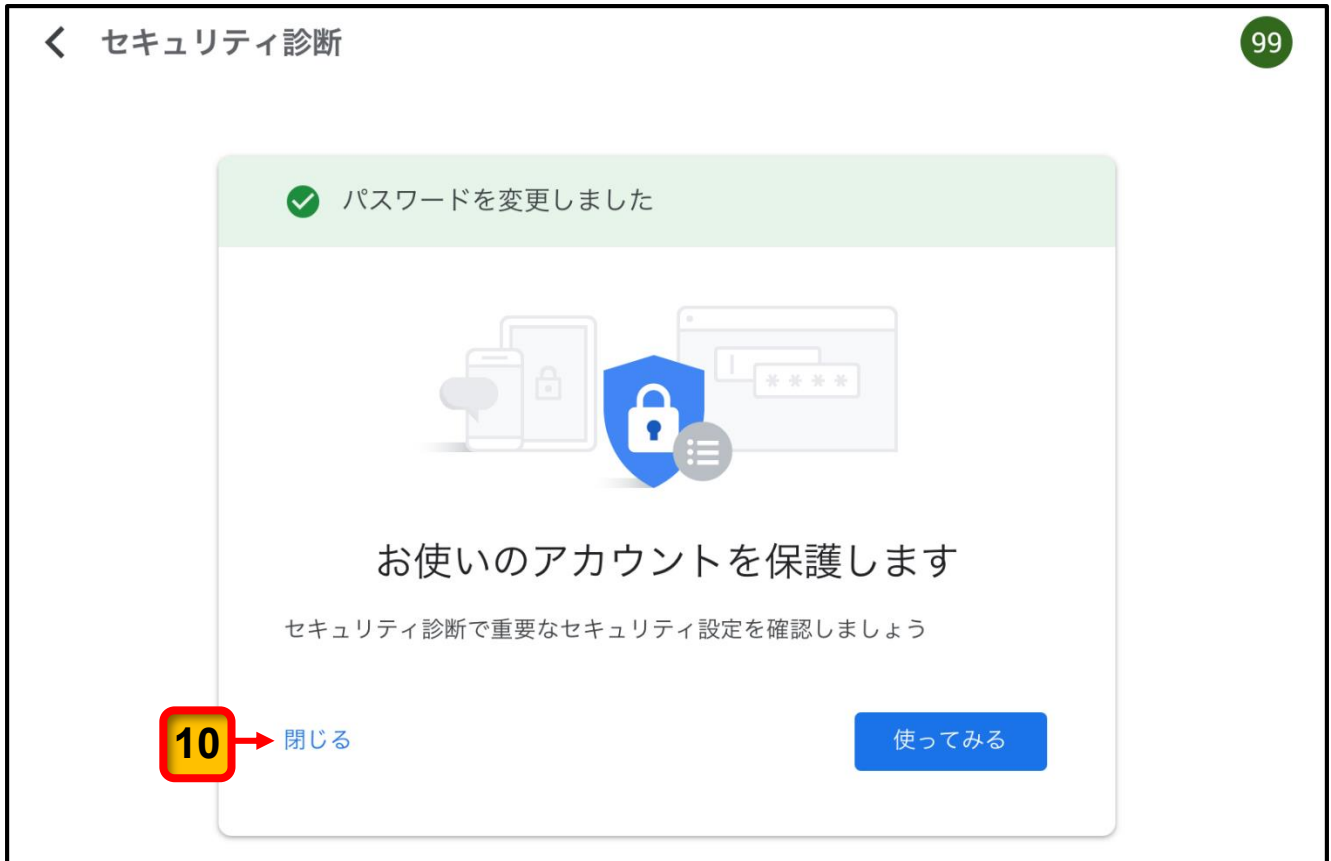 セキュリティ診断
99
パスワードを変更しました
****
お使いのアカウントを保護します
セキュリティ診断で重要なセキュリティ設定を確認しましょう
10
閉じる
使ってみる